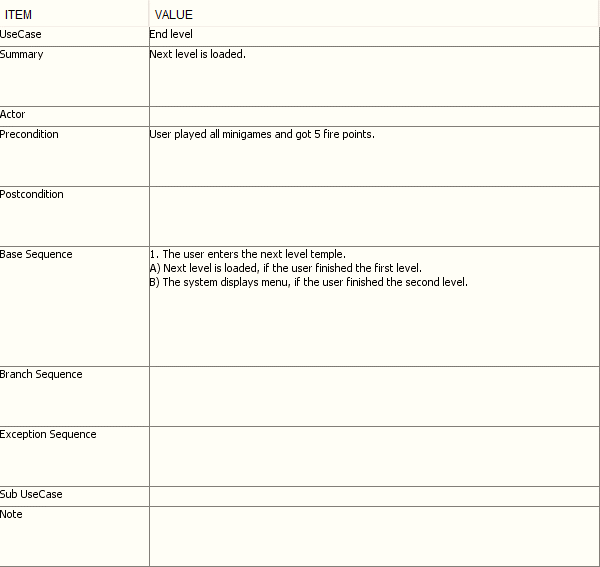 ITEM VALUE
UseCase End level
Summary Next level is loaded.
Actor
Precondition User played all minigames and got 5 fire points.
Postcondition
Base Sequence 1. The user enters the next level temple.
A) Next level is loaded, if the user finished the first level.
B) The system displays menu, if the user finished the second level.
Branch Sequence
Exception Sequence
Sub UseCase
Note